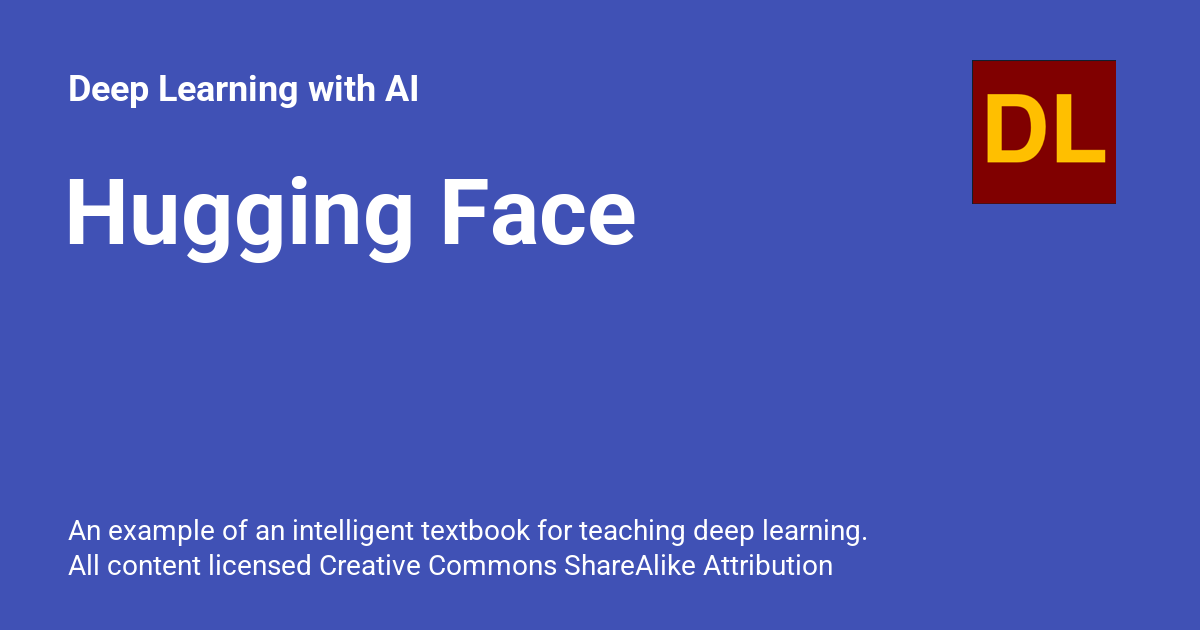 Deep Learning with AI
DL
Hugging Face
An example of an intelligent textbook for teaching deep learning.
All content licensed Creative Commons ShareAlike Attribution